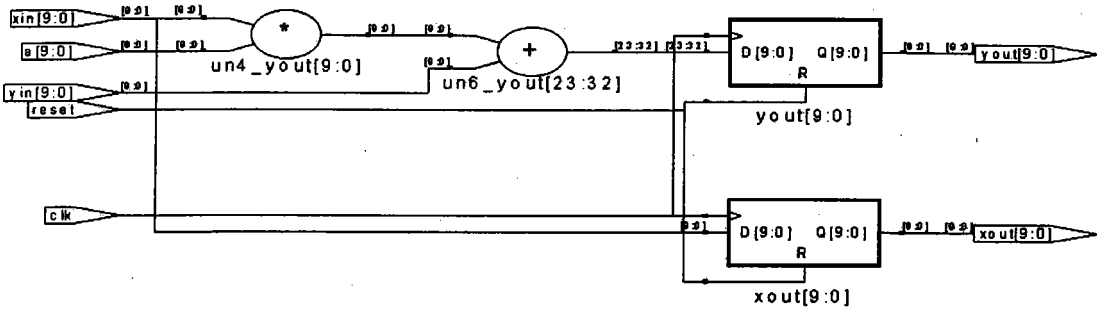 xin[9:0] [9:0] [9:0]
* [9:0] [9:0]
a[9:0] [9:0] [9:0]
un4_yout[9:0]
+
un6_yout[23:32]
[9:0]
yin[9:0] [9:0]
reset
[23:32] [23:32] D[9:0] Q[9:0] [9:0] [9:0] yout[9:0]
R
yout[9:0]
clk
[9:0] D[9:0] Q[9:0] [9:0] [9:0] xout[9:0]
R
xout[9:0]